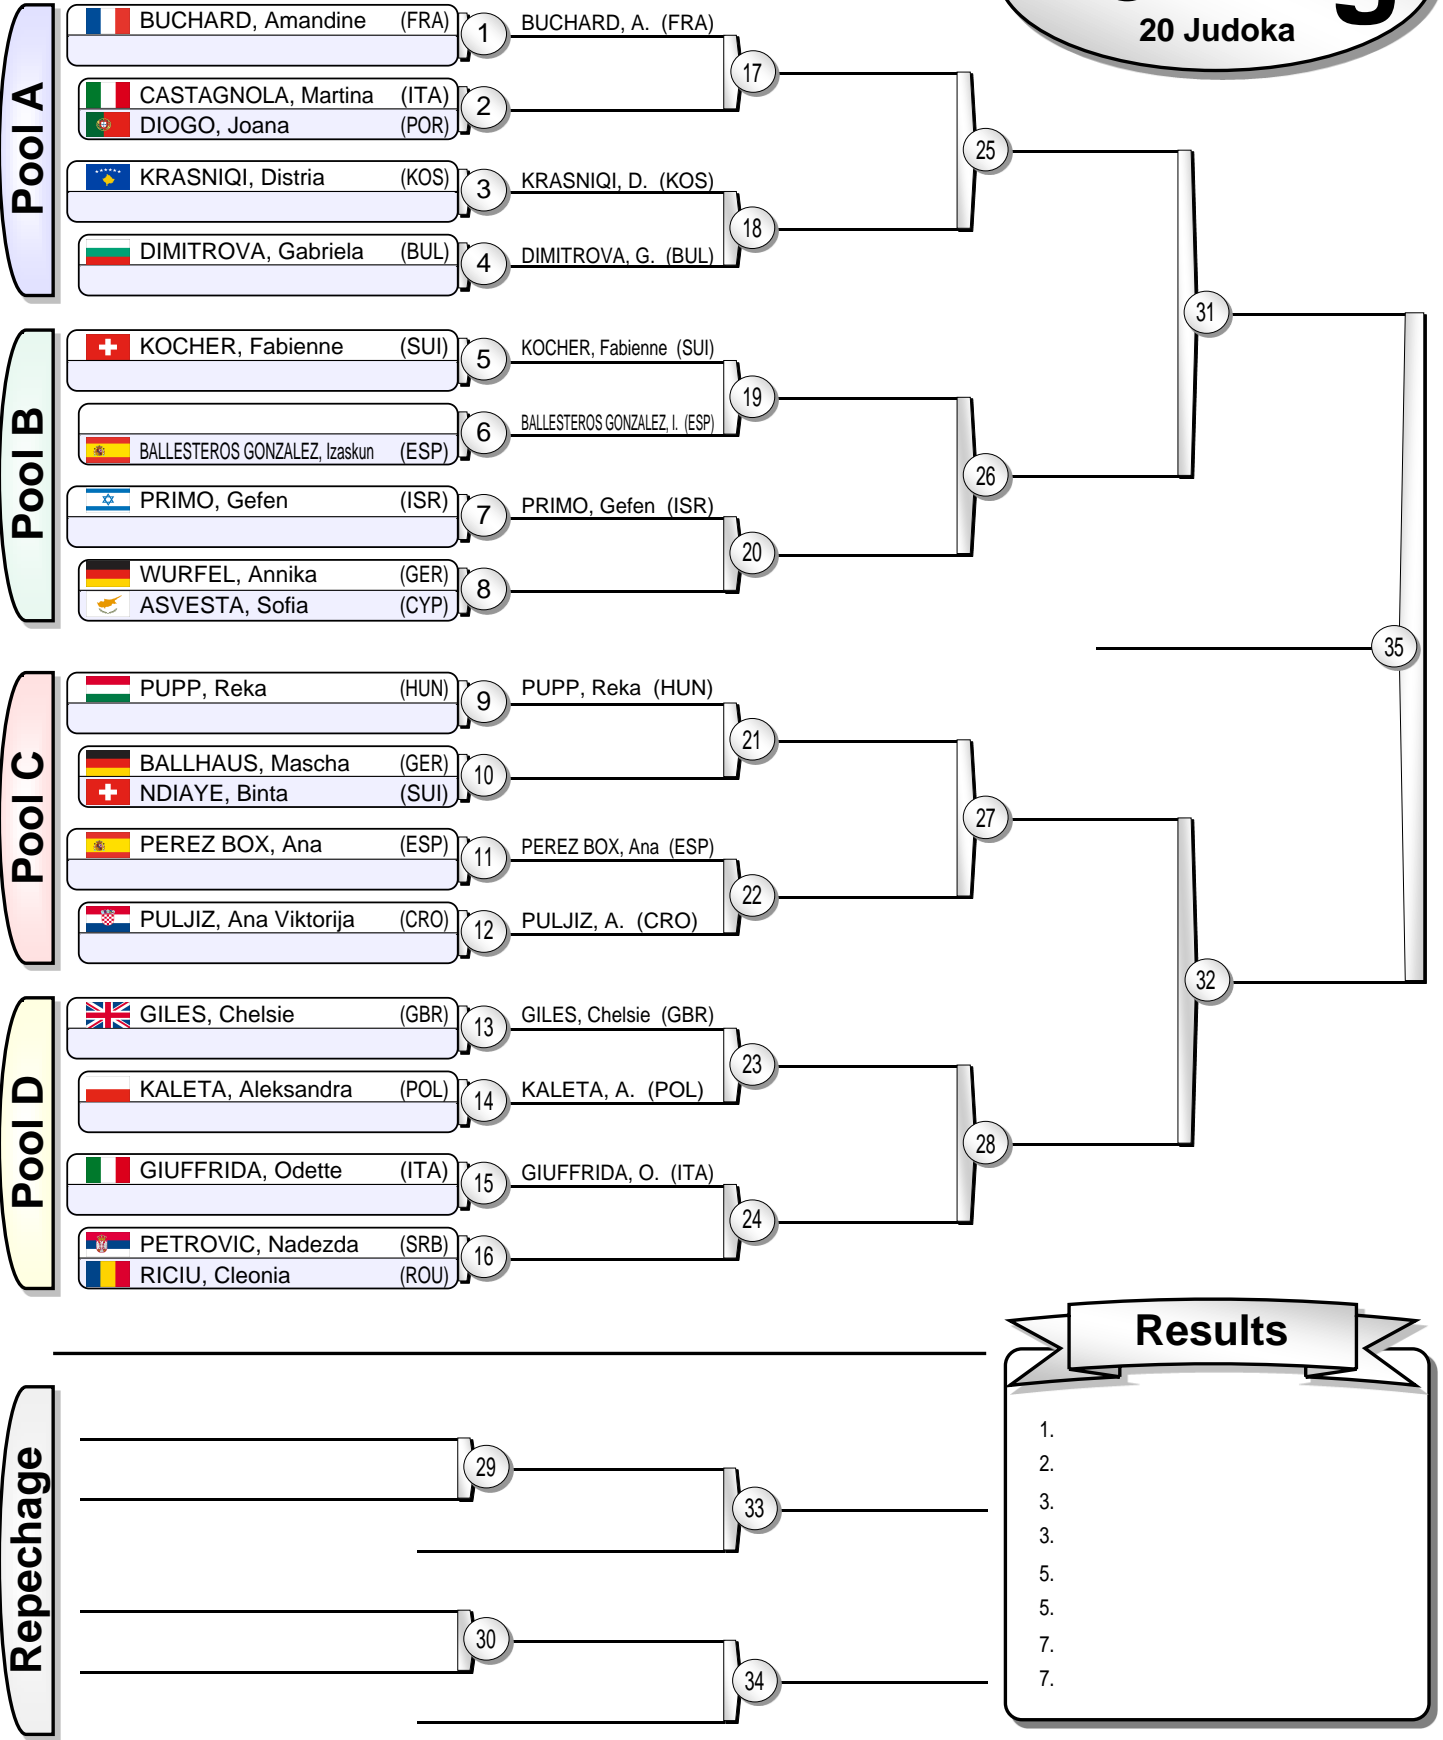 20 Judoka
Pool A
BUCHARD, Amandine (FRA) 1 BUCHARD, A. (FRA)
17
CASTAGNOLA, Martina (ITA) 2
DIOGO, Joana (POR)
25
KRASNIQI, Distria (KOS) 3 KRASNIQI, D. (KOS)
18
DIMITROVA, Gabriela (BUL) 4 DIMITROVA, G. (BUL)
31
Pool B
KOCHER, Fabienne (SUI) 5 KOCHER, Fabienne (SUI)
19
6 BALLESTEROS GONZALEZ, I. (ESP)
BALLESTEROS GONZALEZ, Izaskun (ESP)
26
PRIMO, Gefen (ISR) 7 PRIMO, Gefen (ISR)
20
WURFEL, Annika (GER) 8
ASVESTA, Sofia (CYP)
35
Pool C
PUPP, Reka (HUN) 9 PUPP, Reka (HUN)
21
BALLHAUS, Mascha (GER) 10
NDIAYE, Binta (SUI)
27
PEREZ BOX, Ana (ESP) 11 PEREZ BOX, Ana (ESP)
22
PULJIZ, Ana Viktorija (CRO) 12 PULJIZ, A. (CRO)
32
Pool D
GILES, Chelsie (GBR) 13 GILES, Chelsie (GBR)
23
KALETA, Aleksandra (POL) 14 KALETA, A. (POL)
28
GIUFFRIDA, Odette (ITA) 15 GIUFFRIDA, O. (ITA)
24
PETROVIC, Nadezda (SRB) 16
RICIU, Cleonia (ROU)
Repechage
29
33
30
34
Results
1.
2.
3.
3.
5.
5.
7.
7.